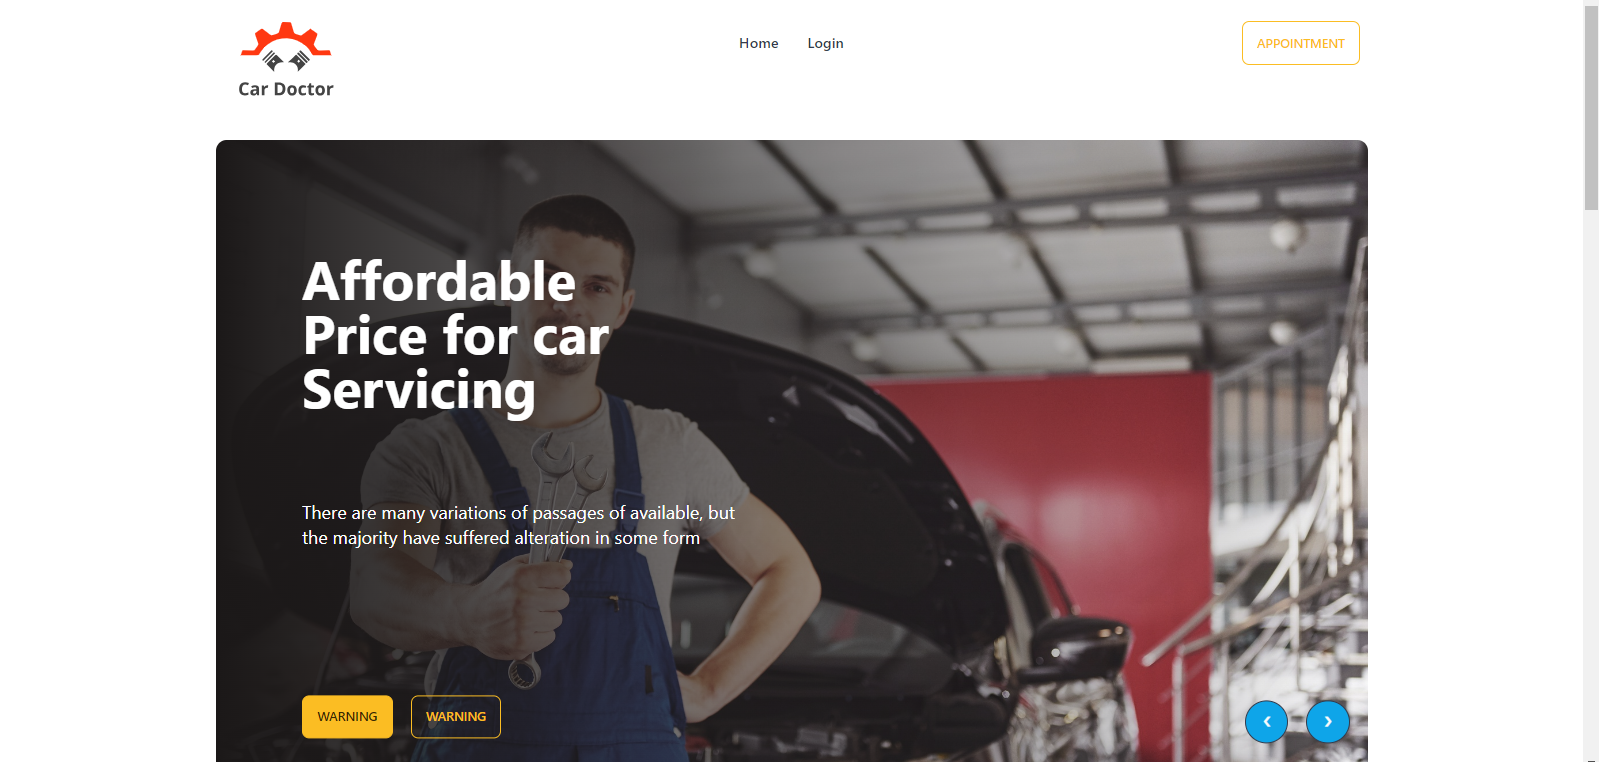 Car Doctor
Home
Login
APPOINTMENT
Affordable
Price for car
Servicing
There are many variations of passages of available, but
the majority have suffered alteration in some form
WARNING
WARNING